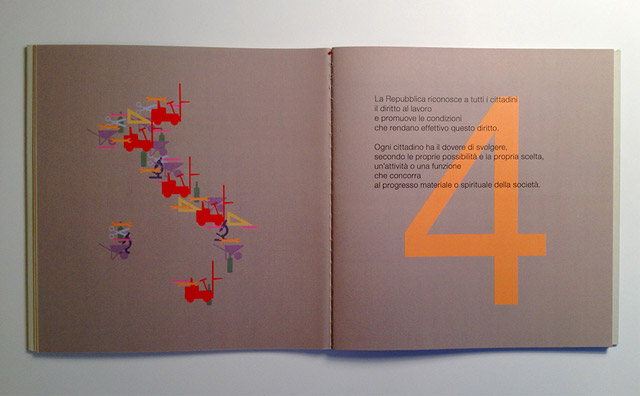 La Repubblica riconosce a tutti i cittadini
il diritto al lavoro
e promuove le condizioni
che rendano effettivo questo diritto.
Ogni cittadino ha il dovere di svolgere,
secondo le proprie possibilità e la propria scelta,
un'attività o una funzione
che concorra
al progresso materiale o spirituale della società.
4